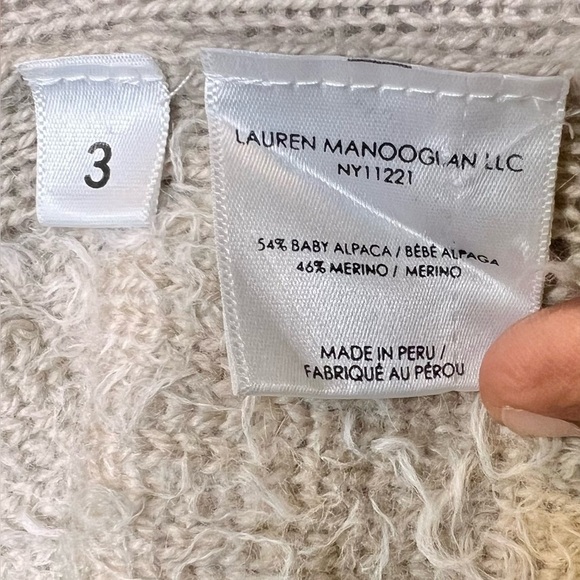 3
LAUREN MANOOGIAN LLC
NY11221
54% BABY ALPACA / BÉBÉ ALPAGA
46% MERINO / MERINO
MADE IN PERU /
FABRIQUÉ AU PÉROU